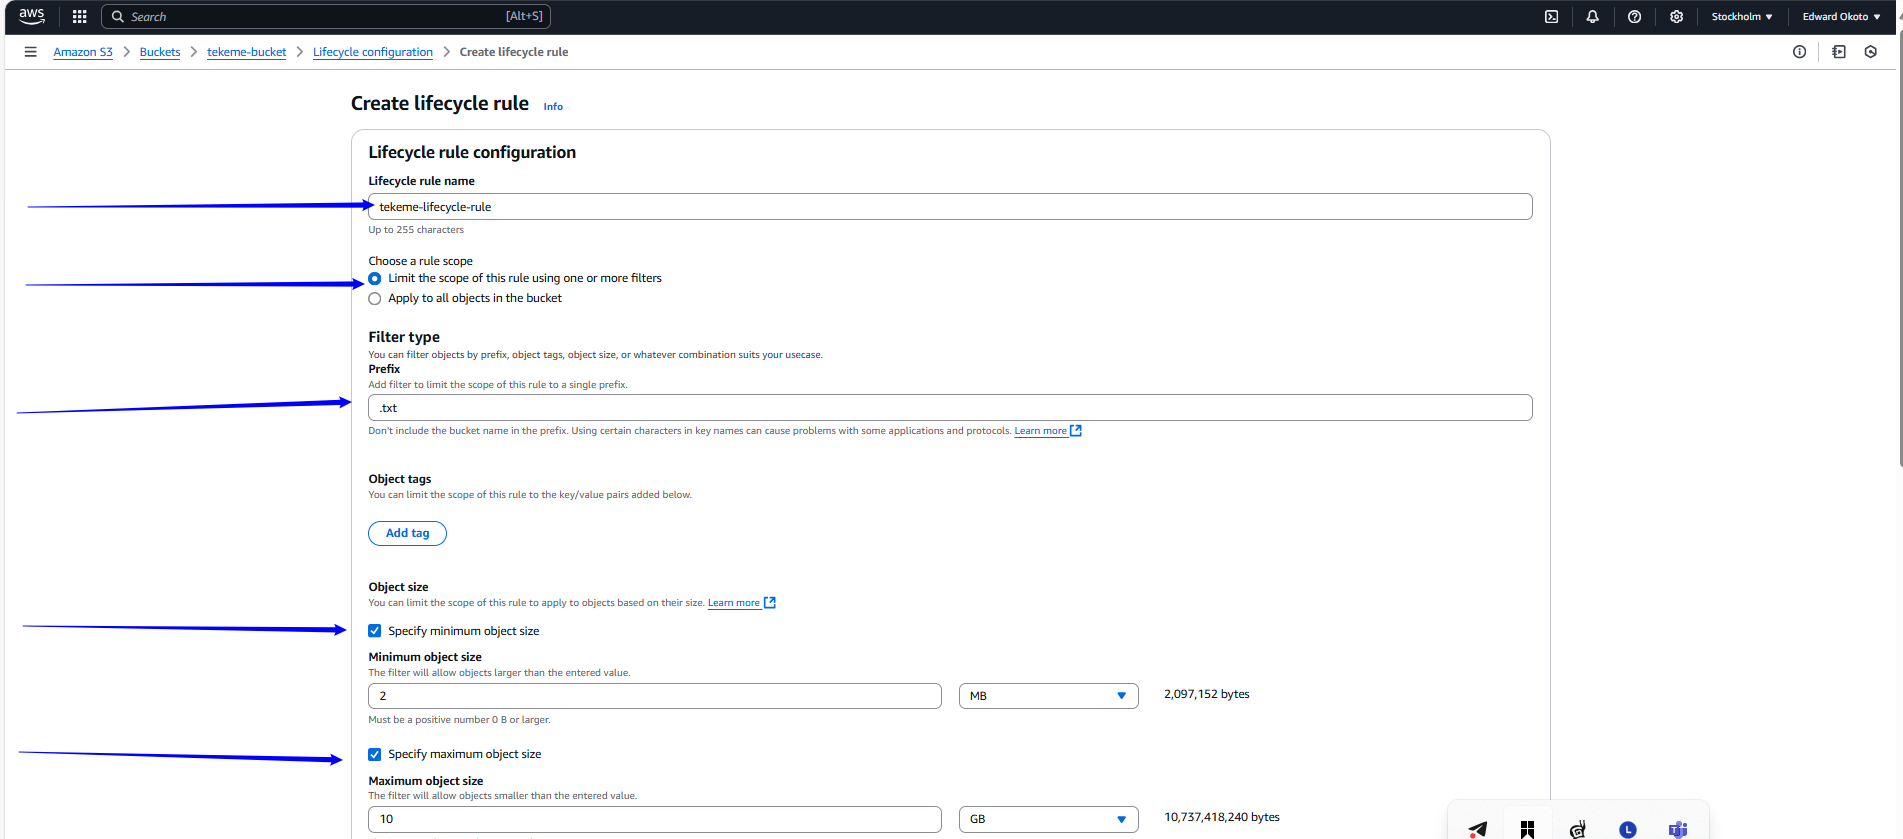 aws Search [Alt+S] Stockholm Edward Okoto
Amazon S3 Buckets tekeme-bucket Lifecycle configuration Create lifecycle rule
Create lifecycle rule Info
Lifecycle rule configuration
Lifecycle rule name
tekeme-lifecycle-rule
Up to 255 characters
Choose a rule scope
Limit the scope of this rule using one or more filters
Apply to all objects in the bucket
Filter type
You can filter objects by prefix, object tags, object size, or whatever combination suits your usecase.
Prefix
Add filter to limit the scope of this rule to a single prefix.
.txt
Don't include the bucket name in the prefix. Using certain characters in key names can cause problems with some applications and protocols. Learn more
Object tags
You can limit the scope of this rule to the key/value pairs added below.
Add tag
Object size
You can limit the scope of this rule to apply to objects based on their size. Learn more
Specify minimum object size
Minimum object size
The filter will allow objects larger than the entered value.
2 MB 2,097,152 bytes
Must be a positive number 0 B or larger.
Specify maximum object size
Maximum object size
The filter will allow objects smaller than the entered value.
10 GB 10,737,418,240 bytes
L